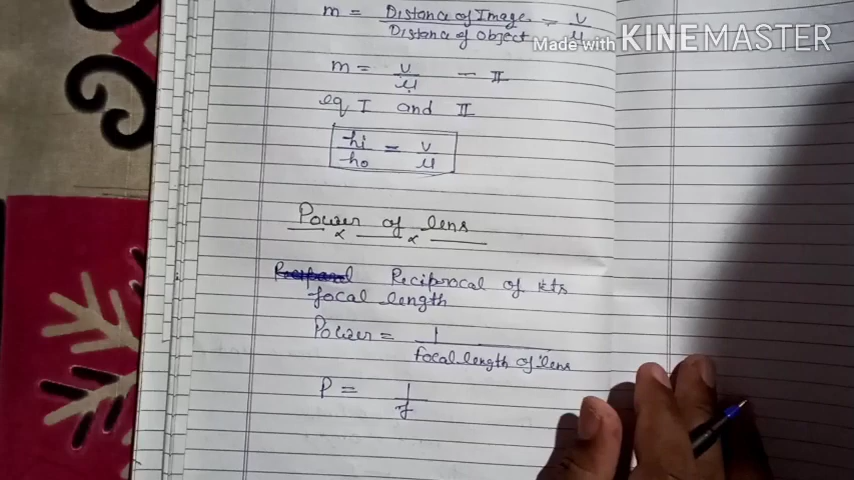 m = Distance of Image / Distance of Object = v / u
Made with KINEMASTER
m = v / u - II
eq I and II
hi / ho = v / u
Power of lens
Reciprocal of its
focal length
Power = 1 / focal length of lens
P = 1 / f